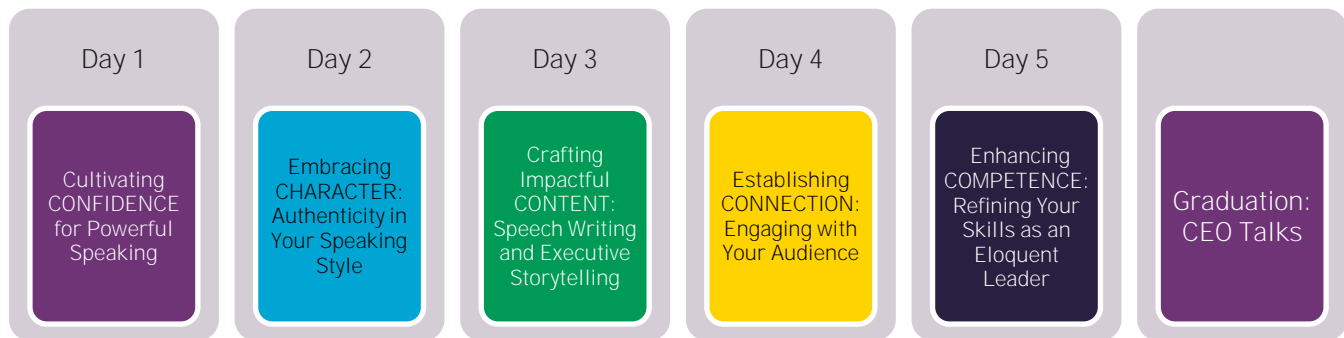 Day 1
Cultivating
CONFIDENCE
for Powerful
Speaking
Day 2
Embracing
CHARACTER:
Authenticity in
Your Speaking
Style
Day 3
Crafting
Impactful
CONTENT:
Speech Writing
and Executive
Storytelling
Day 4
Establishing
CONNECTION:
Engaging with
Your Audience
Day 5
Enhancing
COMPETENCE:
Refining Your
Skills as an
Eloquent
Leader
Graduation:
CEO Talks